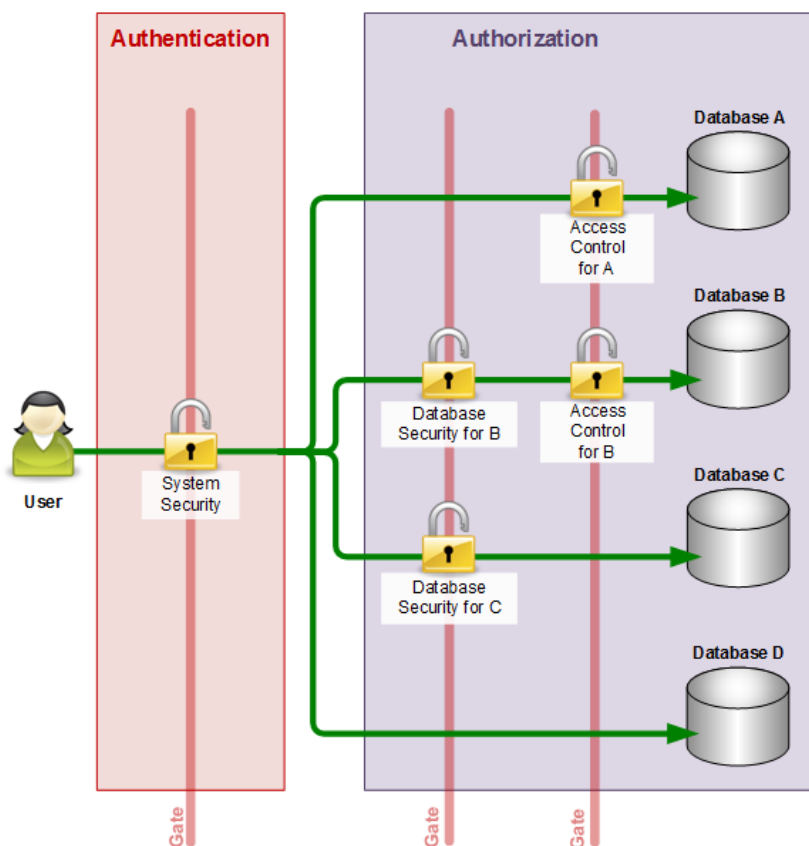 Authentication
Authorization
Database A
Access
Control
for A
Database B
Database
Security for B
Access
Control
for B
User
System
Security
Database C
Database
Security for C
Database D
Gate
Gate
Gate